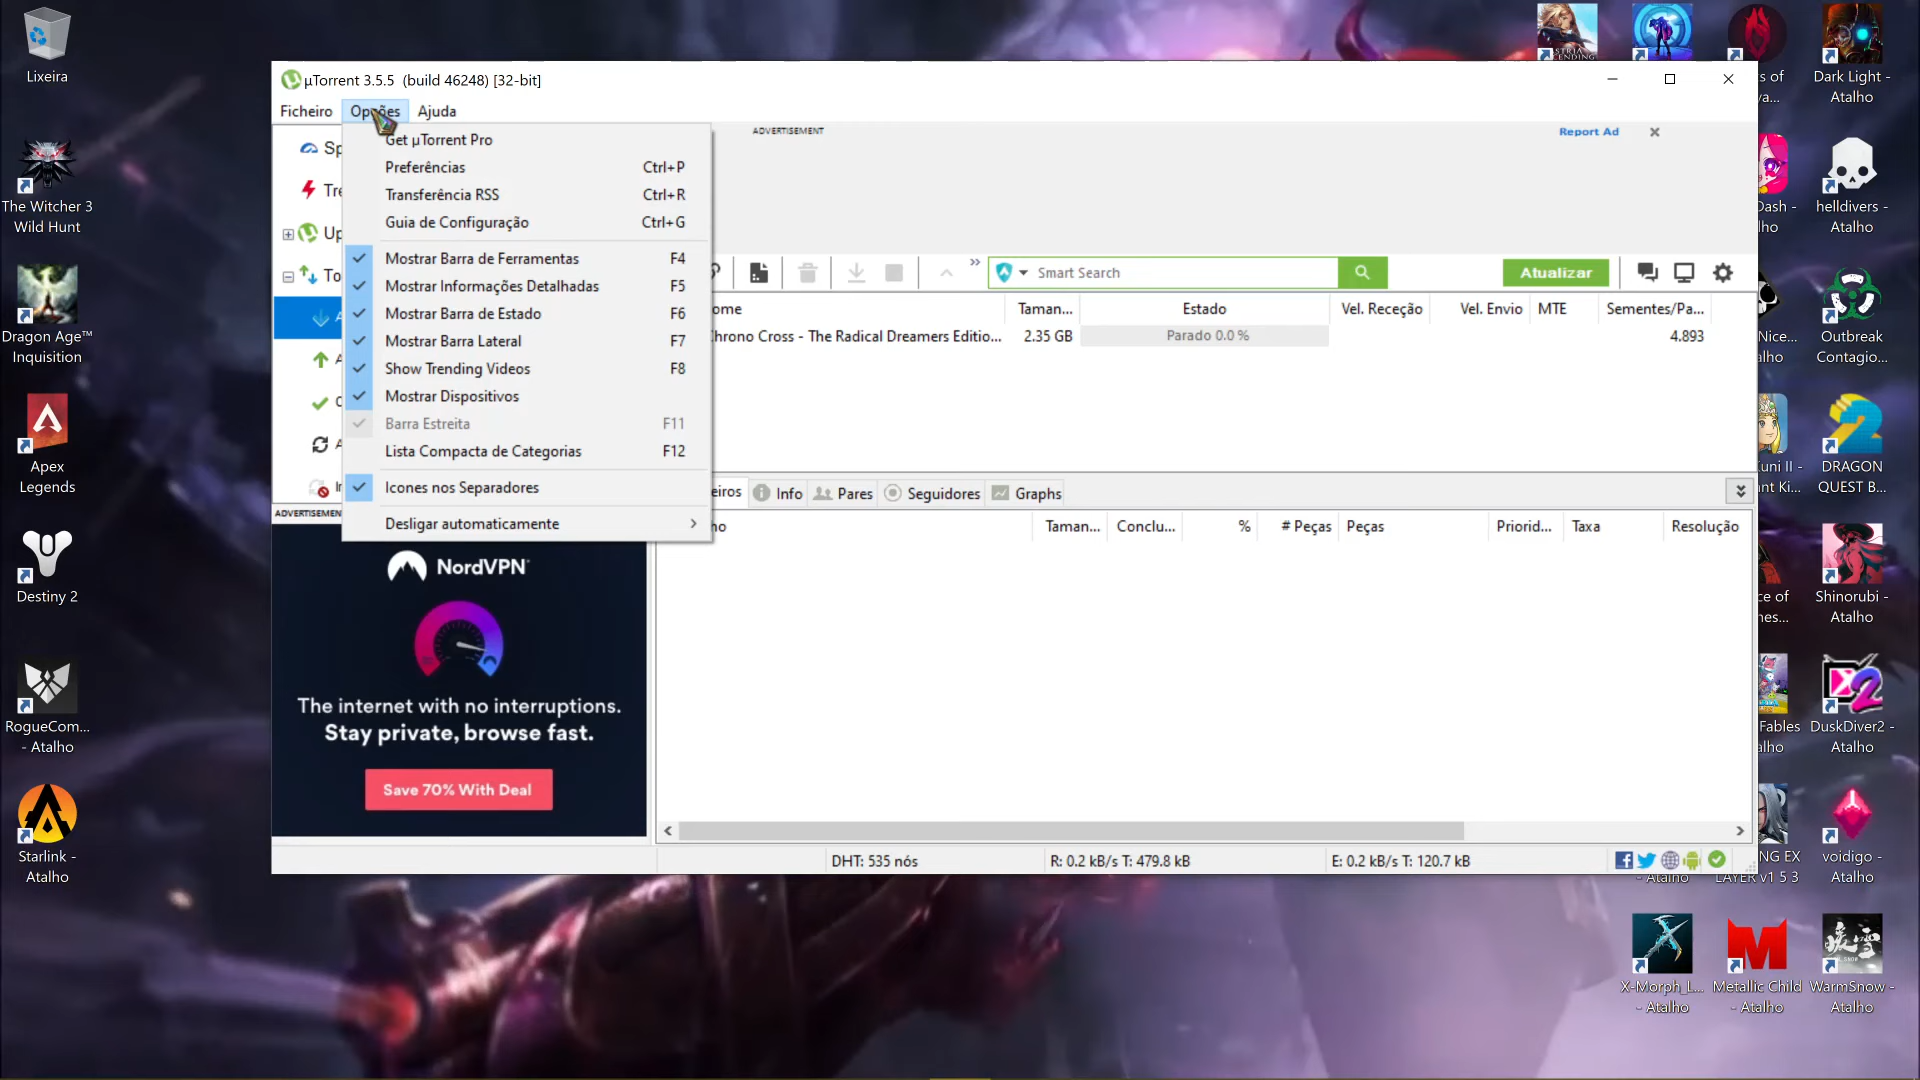 Lixeira
The Witcher 3
Wild Hunt
Dragon Age™
Inquisition
Apex
Legends
Destiny 2
RogueCom...
- Atalho
Starlink -
Atalho
µTorrent 3.5.5 (build 46248) [32-bit]
Ficheiro Opções Ajuda
Get µTorrent Pro
Preferências Ctrl+P
Transferência RSS Ctrl+R
Guia de Configuração Ctrl+G
Mostrar Barra de Ferramentas F4
Mostrar Informações Detalhadas F5
Mostrar Barra de Estado F6
Mostrar Barra Lateral F7
Show Trending Videos F8
Mostrar Dispositivos
Barra Estreita F11
Lista Compacta de Categorias F12
Icones nos Separadores
Desligar automaticamente
ADVERTISEMENT
Report Ad
Smart Search
Atualizar
ome Taman... Estado Vel. Receção Vel. Envio MTE Sementes/Pa...
Chrono Cross - The Radical Dreamers Editio... 2.35 GB Parado 0.0 % 4.893
eiros Info Pares Seguidores Graphs
ho Taman... Conclu... % # Peças Peças Priorid... Taxa Resolução
ADVERTISEMEN
NordVPN
The internet with no interruptions.
Stay private, browse fast.
Save 70% With Deal
DHT: 535 nós R: 0.2 kB/s T: 479.8 kB E: 0.2 kB/s T: 120.7 kB
Dark Light -
Atalho
helldivers -
Atalho
Outbreak
Contagio...
DRAGON
QUEST B...
Shinorubi -
Atalho
DuskDiver2 -
Atalho
voidigo -
Atalho
X-Morph_L...
- Atalho
Metallic Child
- Atalho
WarmSnow -
Atalho